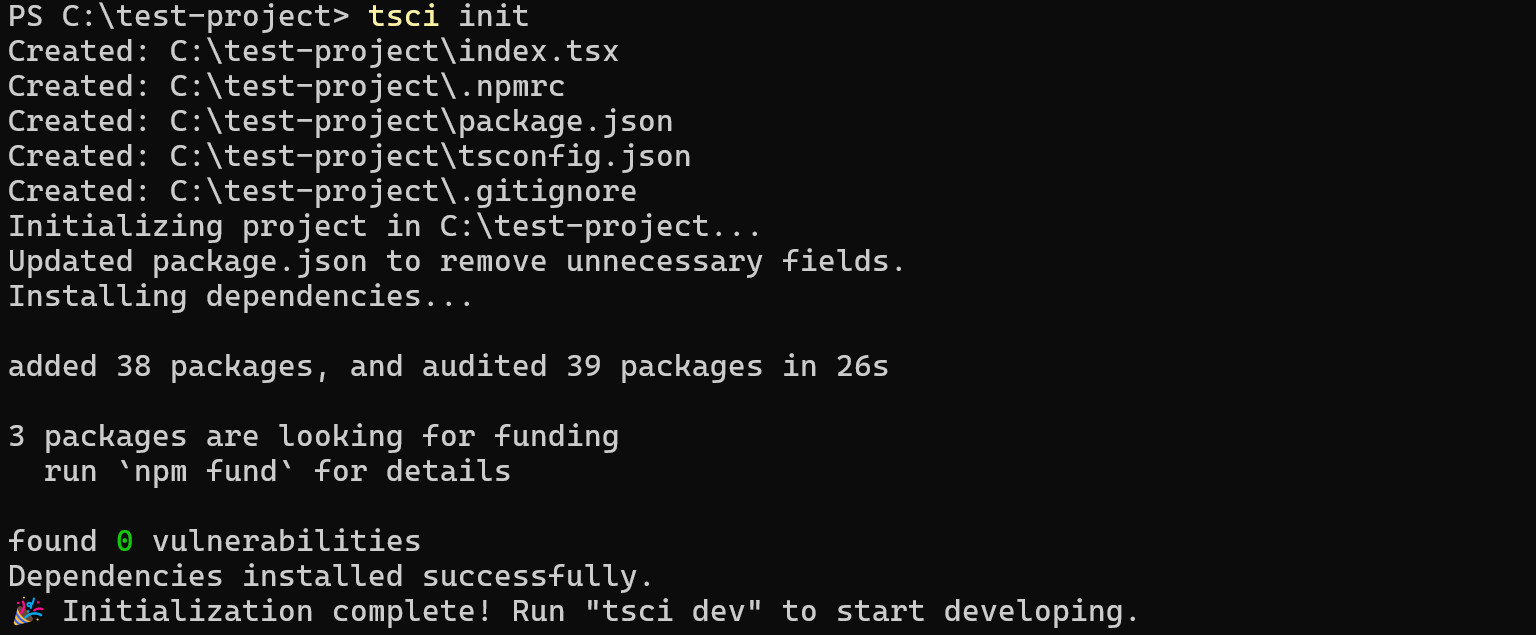 PS C:\test-project> tsci init
Created: C:\test-project\index.tsx
Created: C:\test-project\.npmrc
Created: C:\test-project\package.json
Created: C:\test-project\tsconfig.json
Created: C:\test-project\.gitignore
Initializing project in C:\test-project...
Updated package.json to remove unnecessary fields.
Installing dependencies...
added 38 packages, and audited 39 packages in 26s
3 packages are looking for funding
  run `npm fund` for details
found 0 vulnerabilities
Dependencies installed successfully.
🎉 Initialization complete! Run "tsci dev" to start developing.